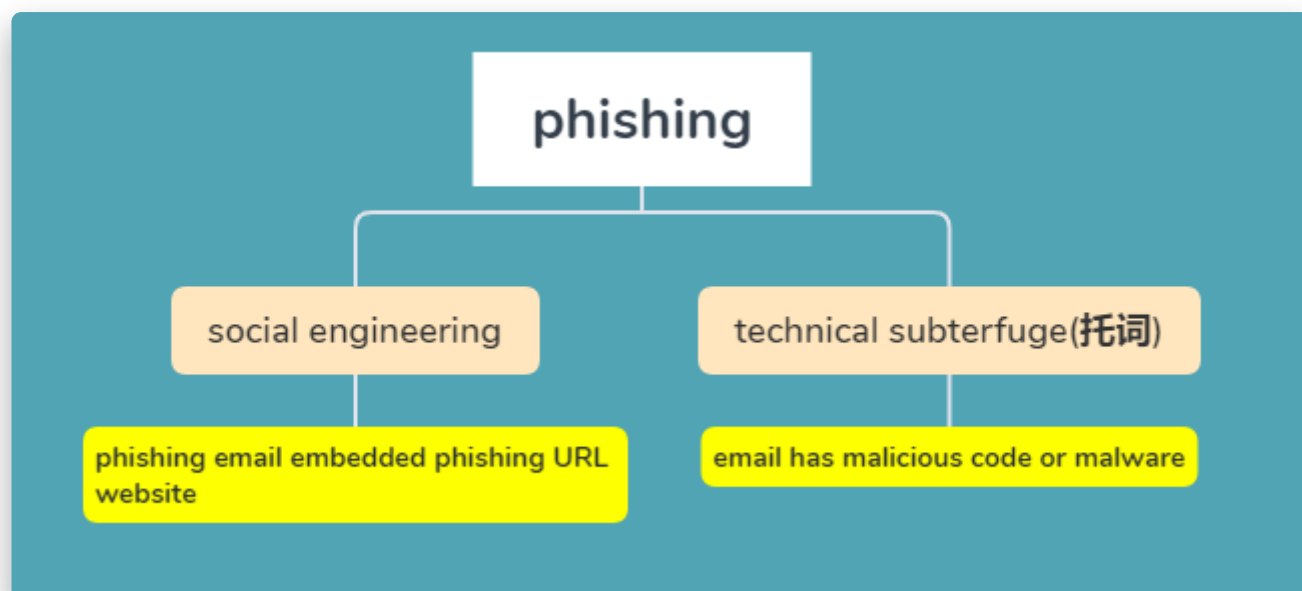 phishing
social engineering
technical subterfuge(托词)
phishing email embedded phishing URL
website
email has malicious code or malware